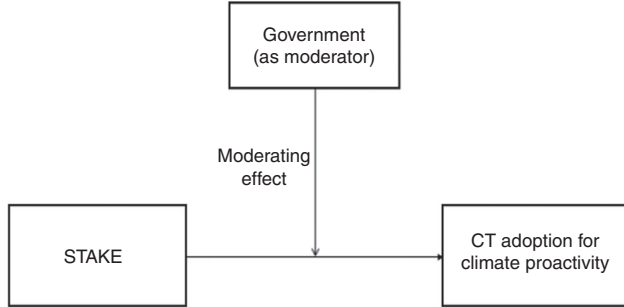 Government
(as moderator)
Moderating
effect
STAKE
CT adoption for
climate proactivity